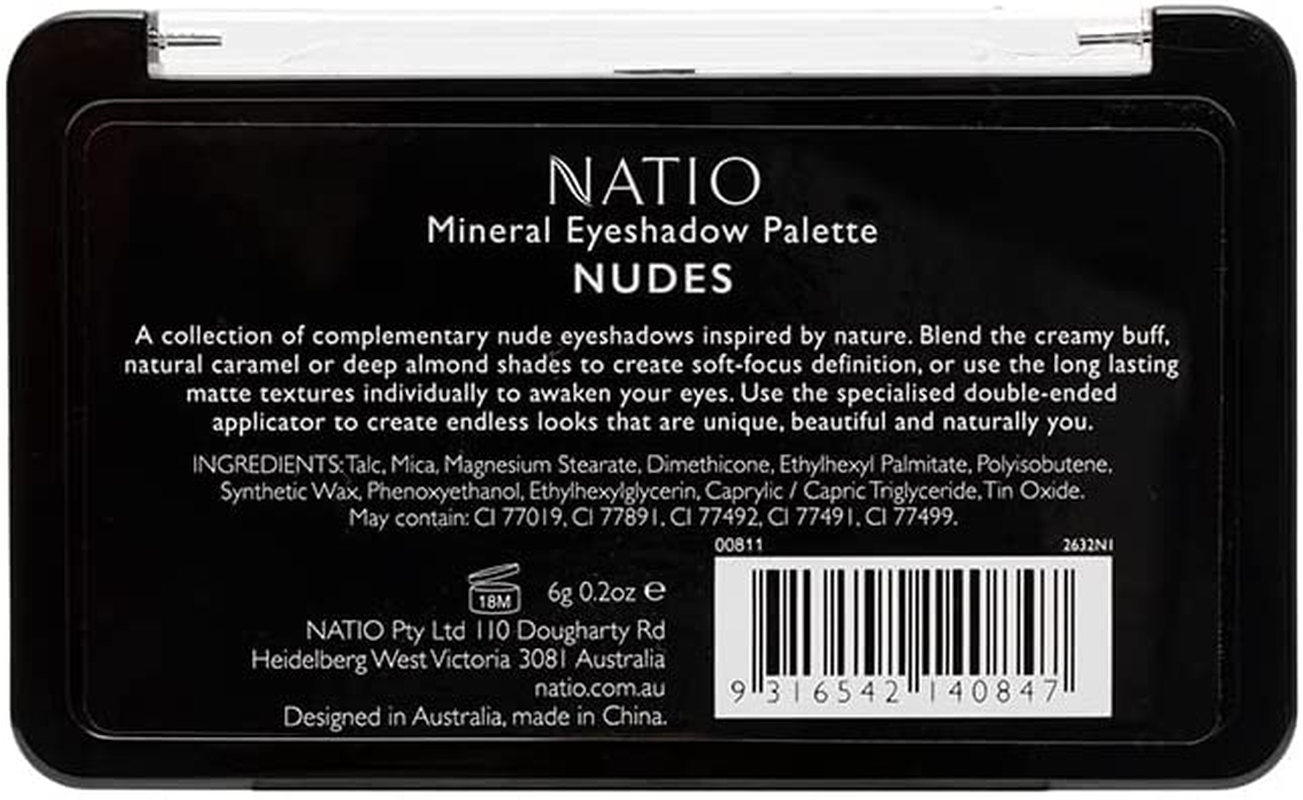 NATIO
Mineral Eyeshadow Palette
NUDES
A collection of complementary nude eyeshadows inspired by nature. Blend the creamy buff,
natural caramel or deep almond shades to create soft-focus definition, or use the long lasting
matte textures individually to awaken your eyes. Use the specialised double-ended
applicator to create endless looks that are unique, beautiful and naturally you.
INGREDIENTS: Talc, Mica, Magnesium Stearate, Dimethicone, Ethylhexyl Palmitate, Polyisobutene,
Synthetic Wax, Phenoxyethanol, Ethylhexylglycerin, Caprylic / Capric Triglyceride, Tin Oxide.
May contain: CI 77019, CI 77891, CI 77492, CI 77491, CI 77499.
00811 2632N1
18M 6g 0.2oz ℮
NATIO Pty Ltd 110 Dougharty Rd
Heidelberg West Victoria 3081 Australia
natio.com.au
Designed in Australia, made in China.
9 316542 140847